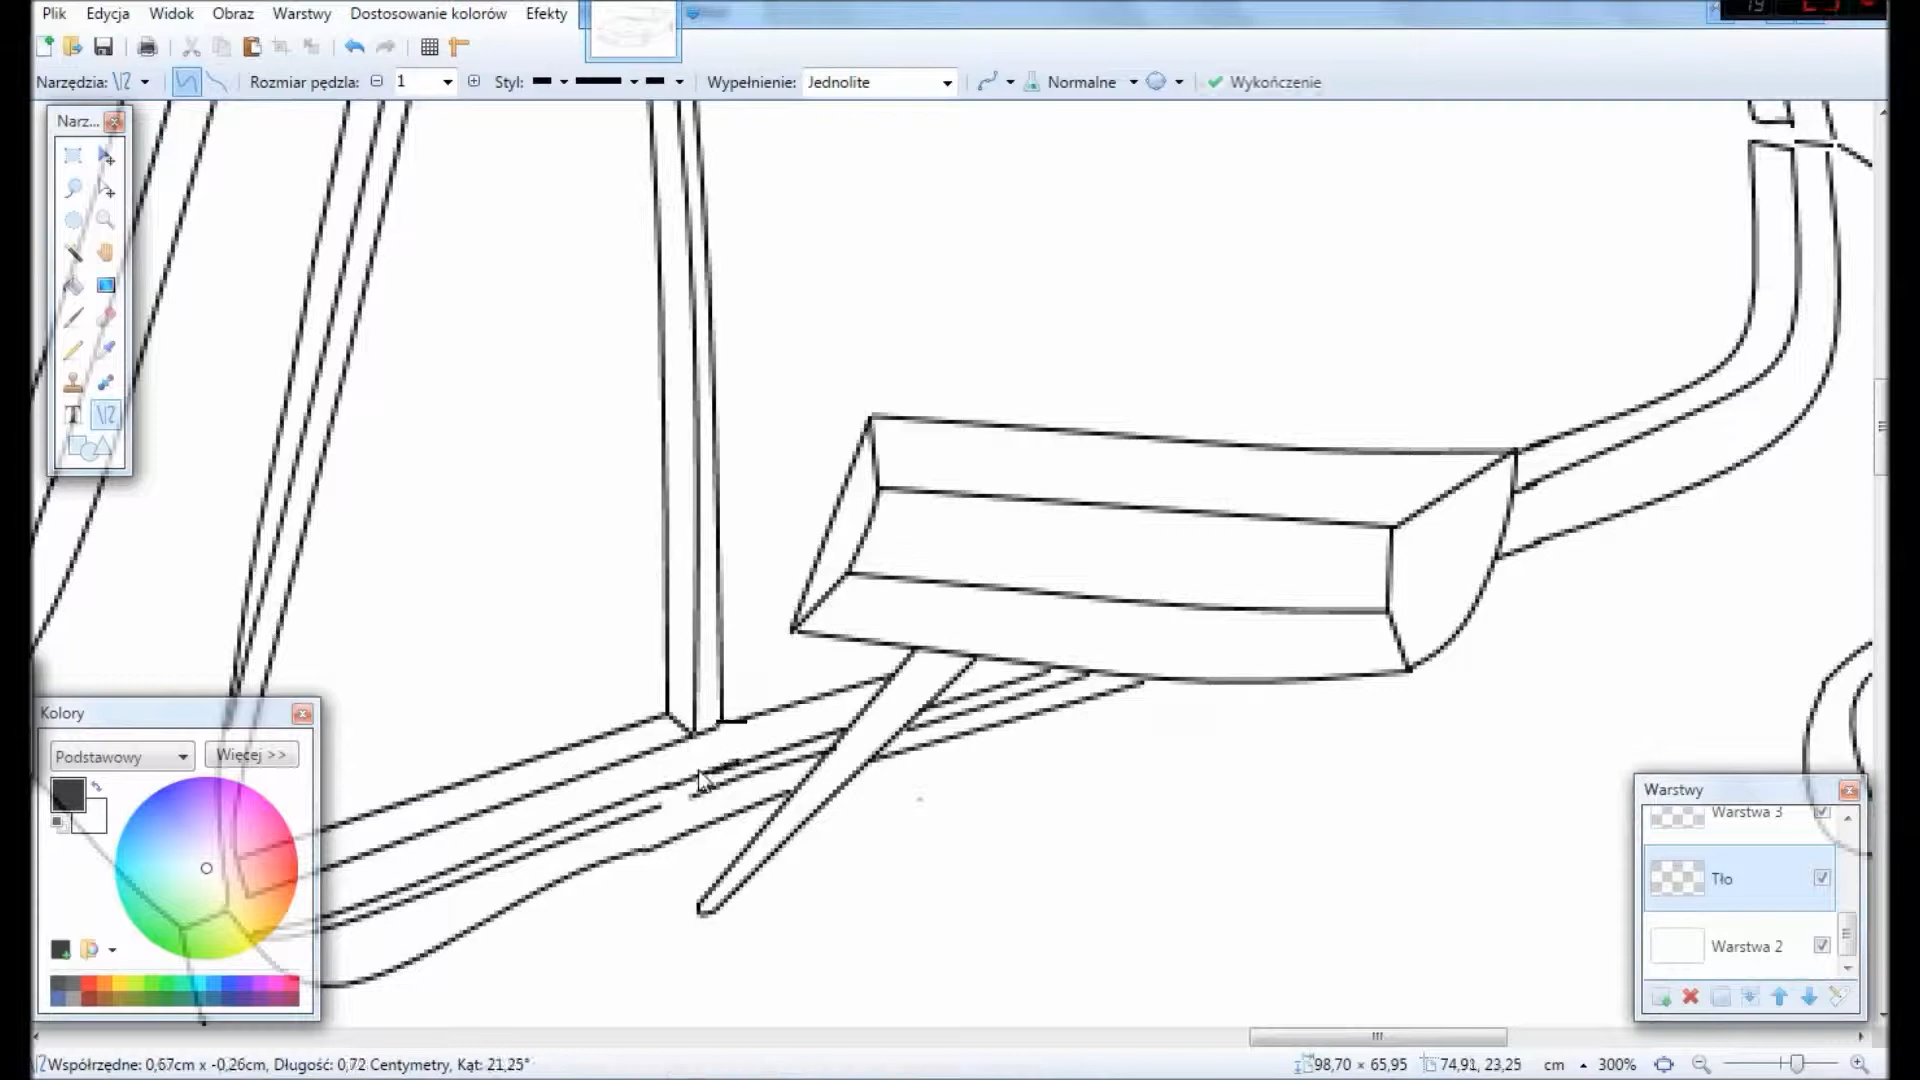 Plik Edycja Widok Obraz Warstwy Dostosowanie kolorów Efekty
Narzędzia: Rozmiar pędzla: 1 Styl: Wypełnienie: Jednolite Normalne Wykończenie
Narz...
T
Kolory
Podstawowy Więcej >>
Warstwy
Warstwa 3
Tło
Warstwa 2
Współrzędne: 0,67cm x -0,26cm, Długość: 0,72 Centymetry, Kąt: 21,25° 98,70 × 65,95 74,91, 23,25 cm 300%